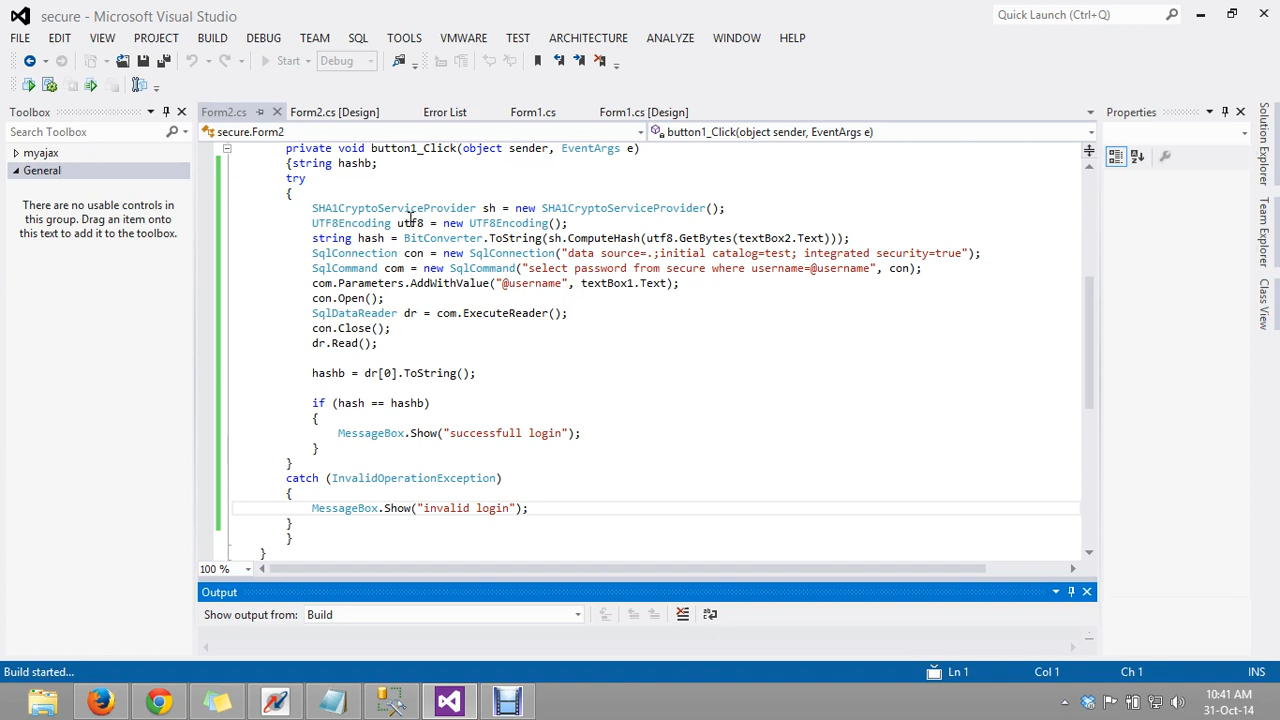 secure - Microsoft Visual Studio
Quick Launch (Ctrl+Q)
FILE EDIT VIEW PROJECT BUILD DEBUG TEAM SQL TOOLS VMWARE TEST ARCHITECTURE ANALYZE WINDOW HELP
Start Debug
Toolbox
Form2.cs Form2.cs [Design] Error List Form1.cs Form1.cs [Design]
Properties
Search Toolbox
secure.Form2
button1_Click(object sender, EventArgs e)
myajax
General
There are no usable controls in
this group. Drag an item onto
this text to add it to the toolbox.
private void button1_Click(object sender, EventArgs e)
{string hashb;
try
{
SHA1CryptoServiceProvider sh = new SHA1CryptoServiceProvider();
UTF8Encoding utf8 = new UTF8Encoding();
string hash = BitConverter.ToString(sh.ComputeHash(utf8.GetBytes(textBox2.Text)));
SqlConnection con = new SqlConnection("data source=.;initial catalog=test; integrated security=true");
SqlCommand com = new SqlCommand("select password from secure where username=@username", con);
com.Parameters.AddWithValue("@username", textBox1.Text);
con.Open();
SqlDataReader dr = com.ExecuteReader();
con.Close();
dr.Read();
hashb = dr[0].ToString();
if (hash == hashb)
{
MessageBox.Show("successfull login");
}
}
catch (InvalidOperationException)
{
MessageBox.Show("invalid login");
}
}
}
100 %
Solution Explorer
Class View
Output
Show output from: Build
Build started...
Ln 1 Col 1 Ch 1 INS
10:41 AM
31-Oct-14